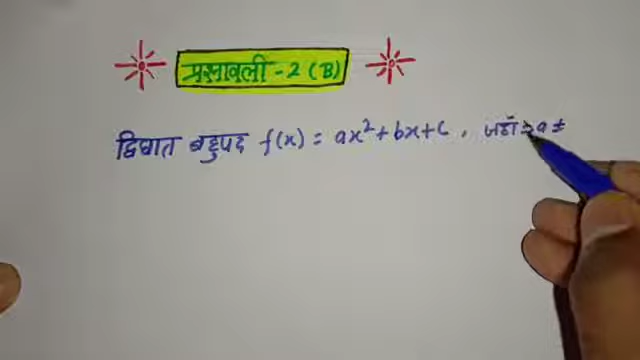 प्रश्नावली - 2 (B)
द्विघात बहुपद f(x) = ax² + bx + c , जहाँ a ≠